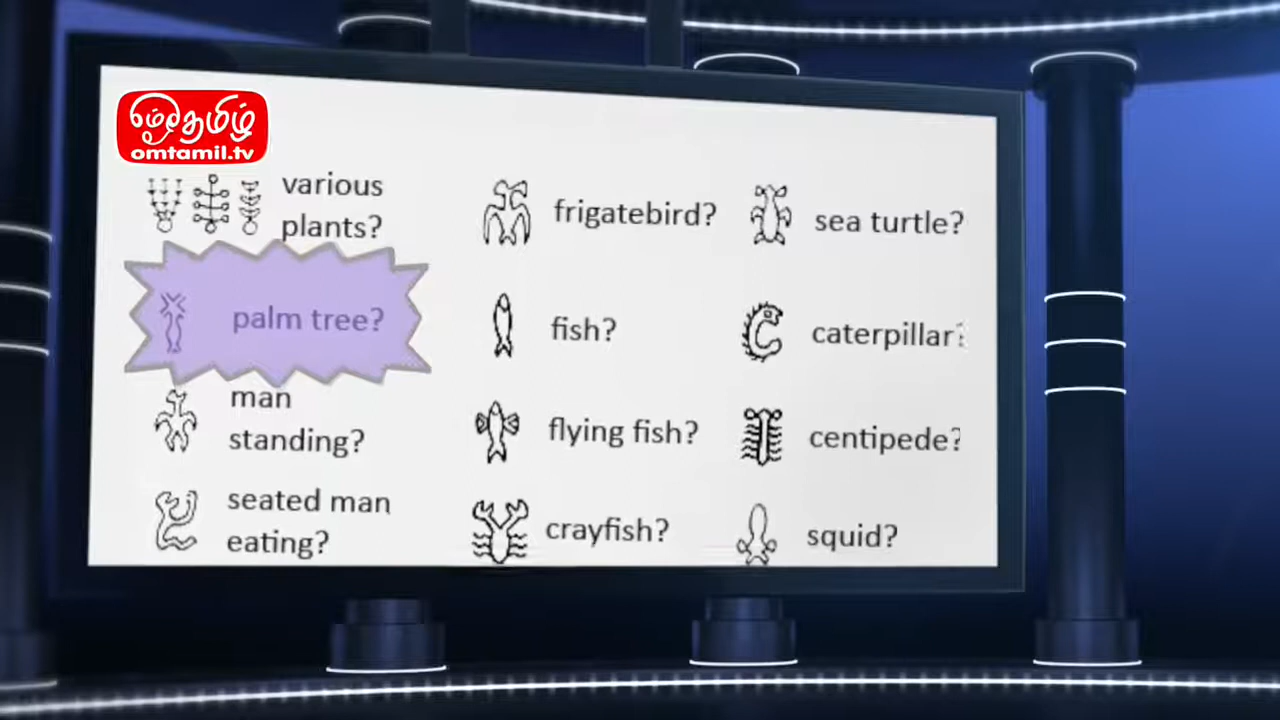 ஓம்தமிழ்
omtamil.tv
various
plants?
frigatebird?
sea turtle?
palm tree?
fish?
caterpillar?
man
standing?
flying fish?
centipede?
seated man
eating?
crayfish?
squid?